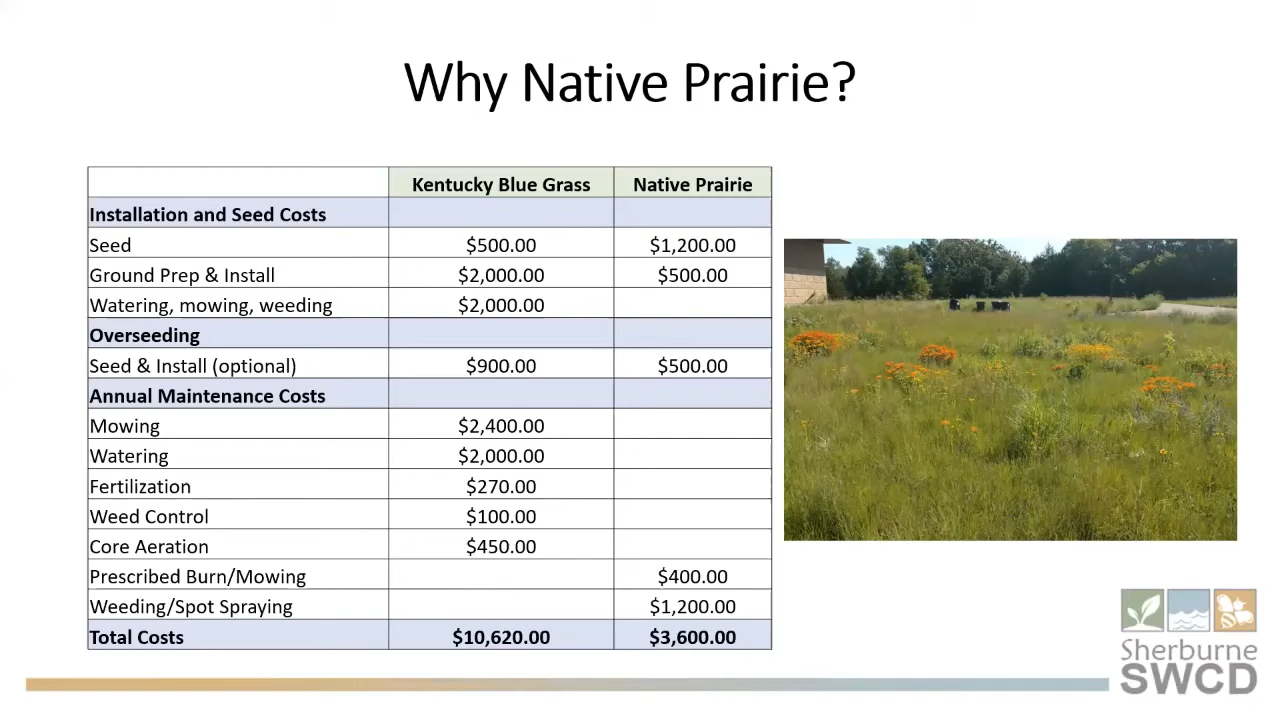 Why Native Prairie?
Kentucky Blue Grass Native Prairie
Installation and Seed Costs
Seed $500.00 $1,200.00
Ground Prep & Install $2,000.00 $500.00
Watering, mowing, weeding $2,000.00
Overseeding
Seed & Install (optional) $900.00 $500.00
Annual Maintenance Costs
Mowing $2,400.00
Watering $2,000.00
Fertilization $270.00
Weed Control $100.00
Core Aeration $450.00
Prescribed Burn/Mowing $400.00
Weeding/Spot Spraying $1,200.00
Total Costs $10,620.00 $3,600.00
Sherburne
SWCD